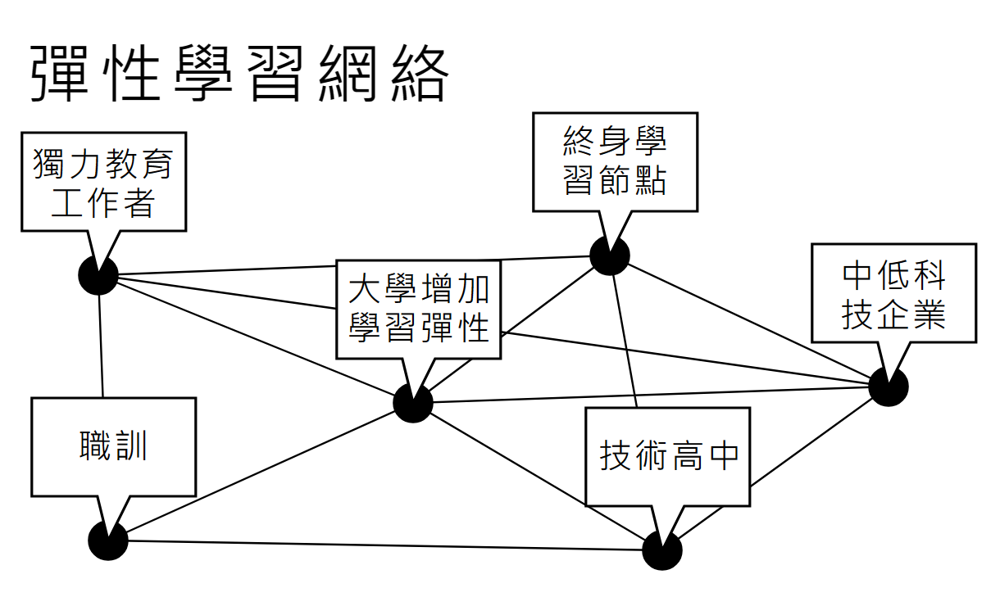 彈性學習網絡
獨力教育
工作者
終身學
習節點
大學增加
學習彈性
中低科
技企業
職訓
技術高中